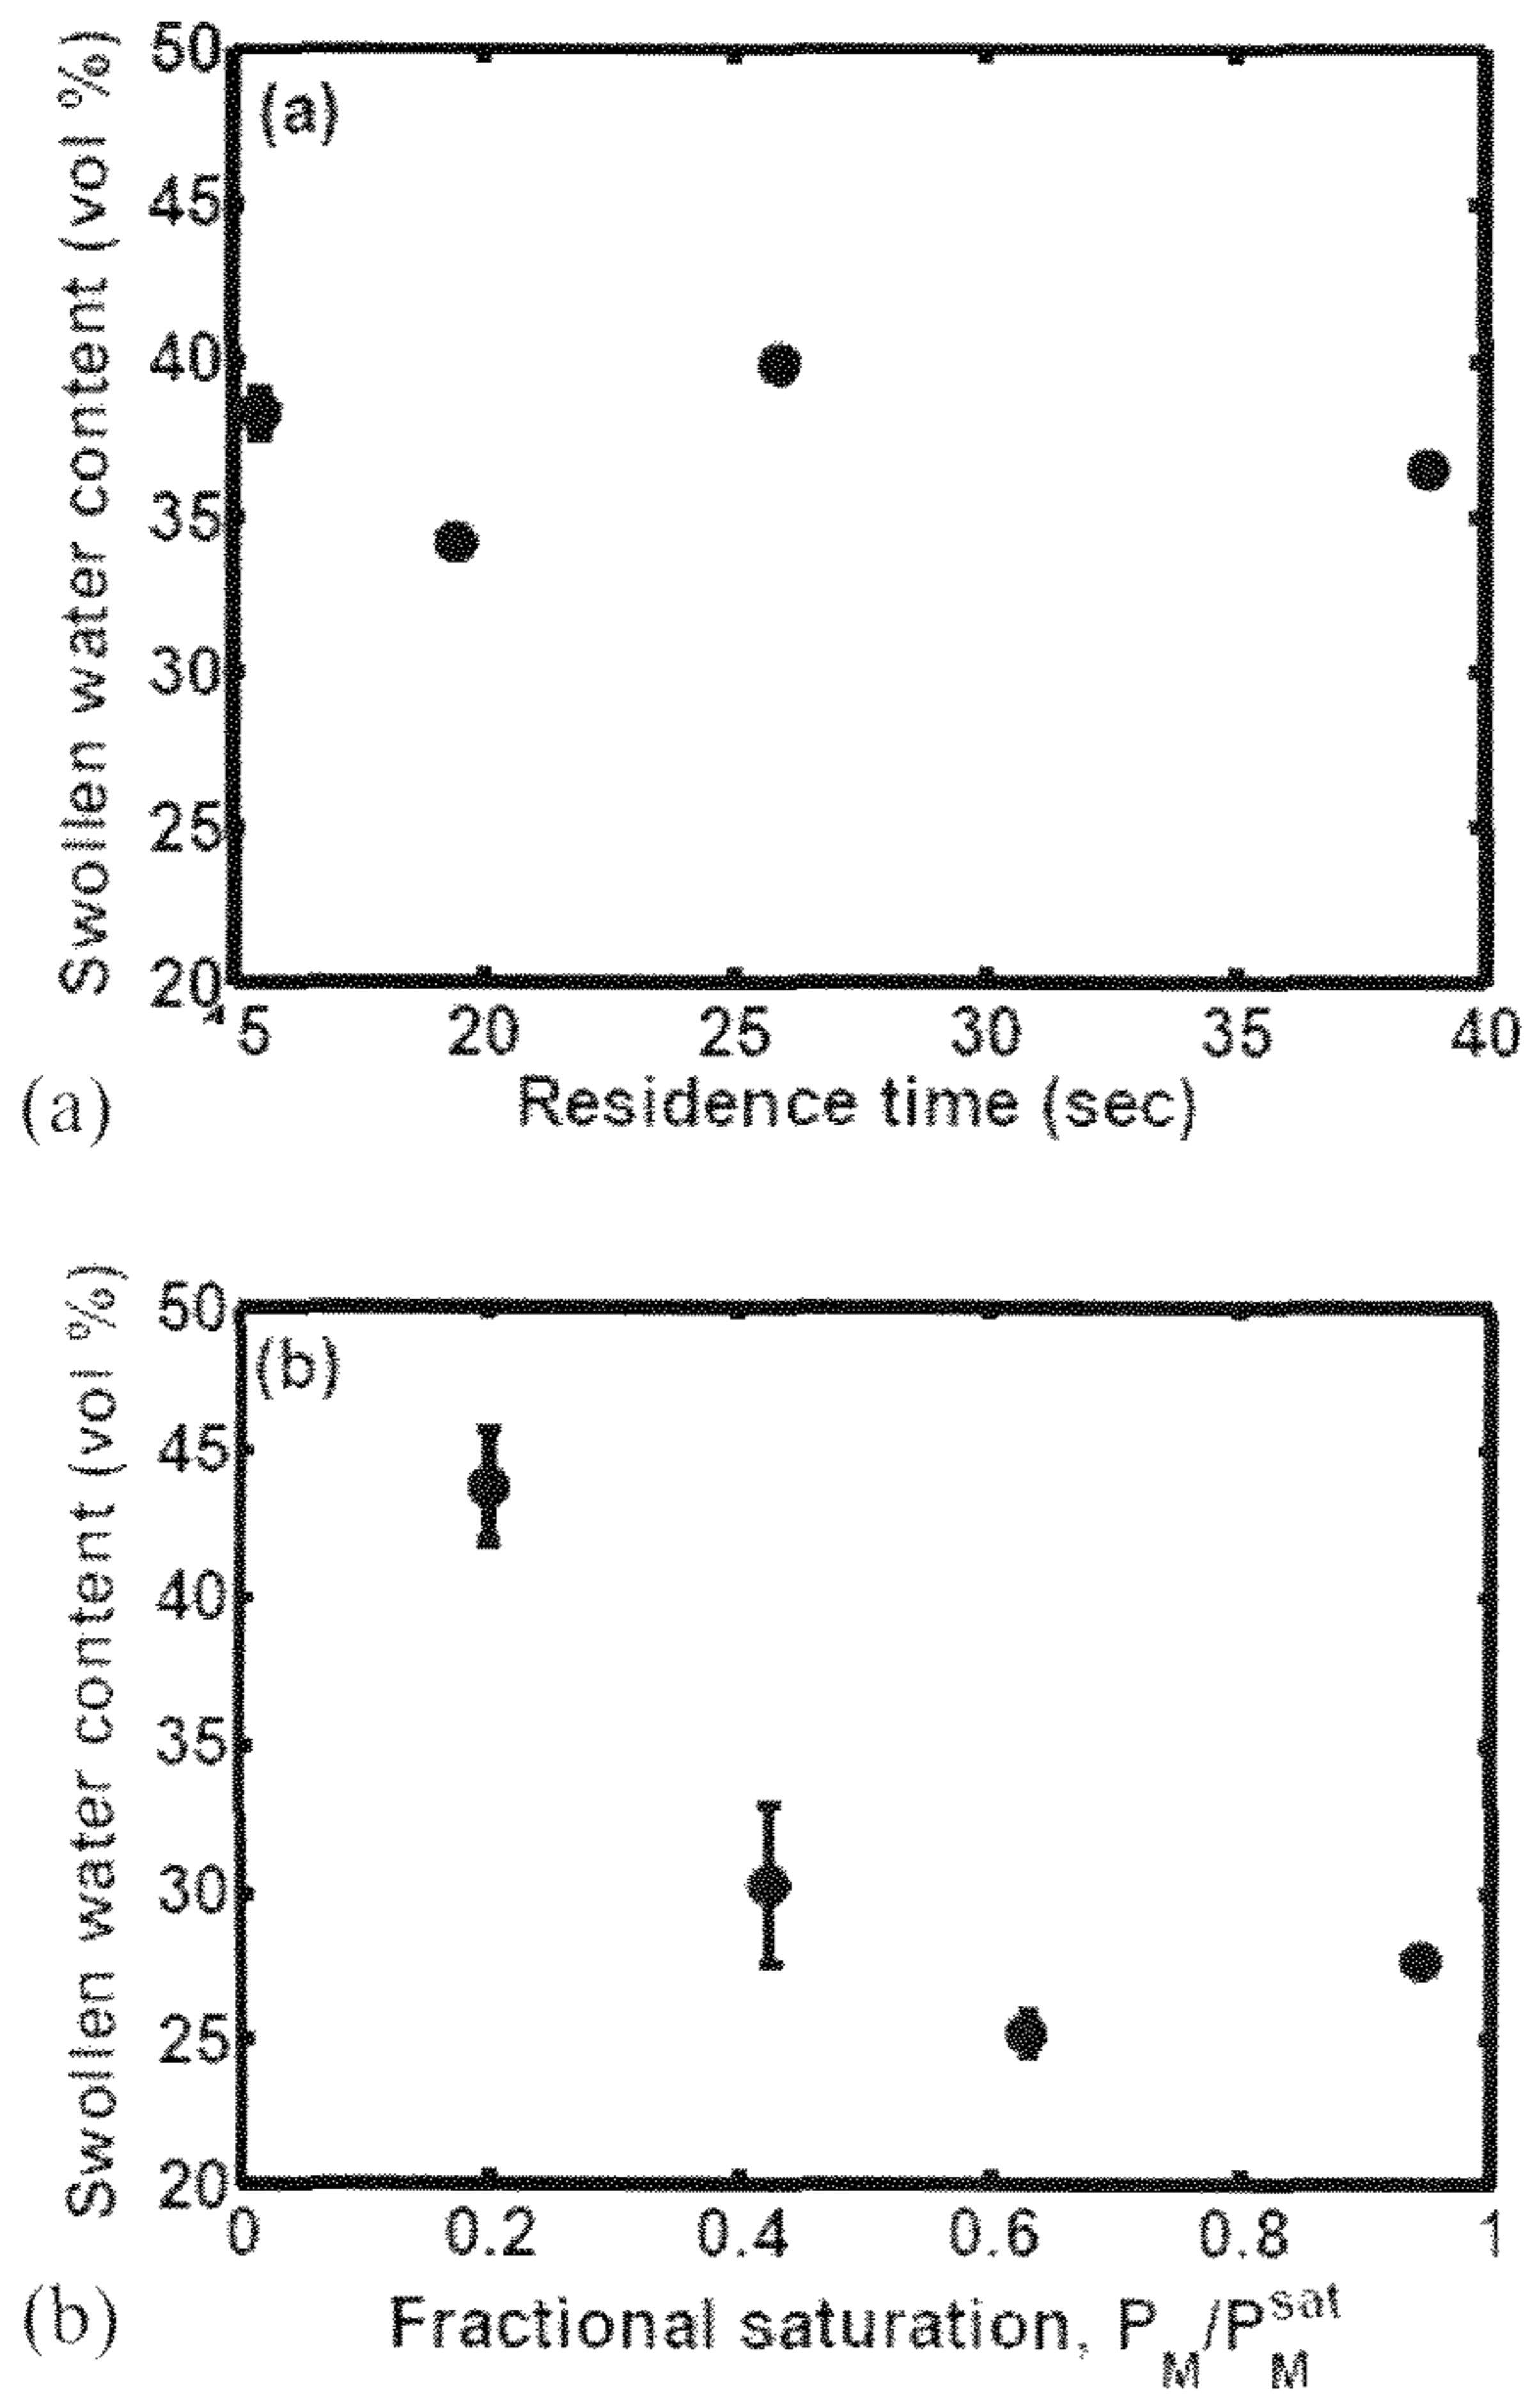 Swollen water content (vol %)
50
45
40
35
30
25
20
(a)
15 20 25 30 35 40
Residence time (sec)
(a)
Swollen water content (vol %)
50
45
40
35
30
25
20
(b)
0 0.2 0.4 0.6 0.8 1
Fractional saturation, P_M/P_M^sat
(b)